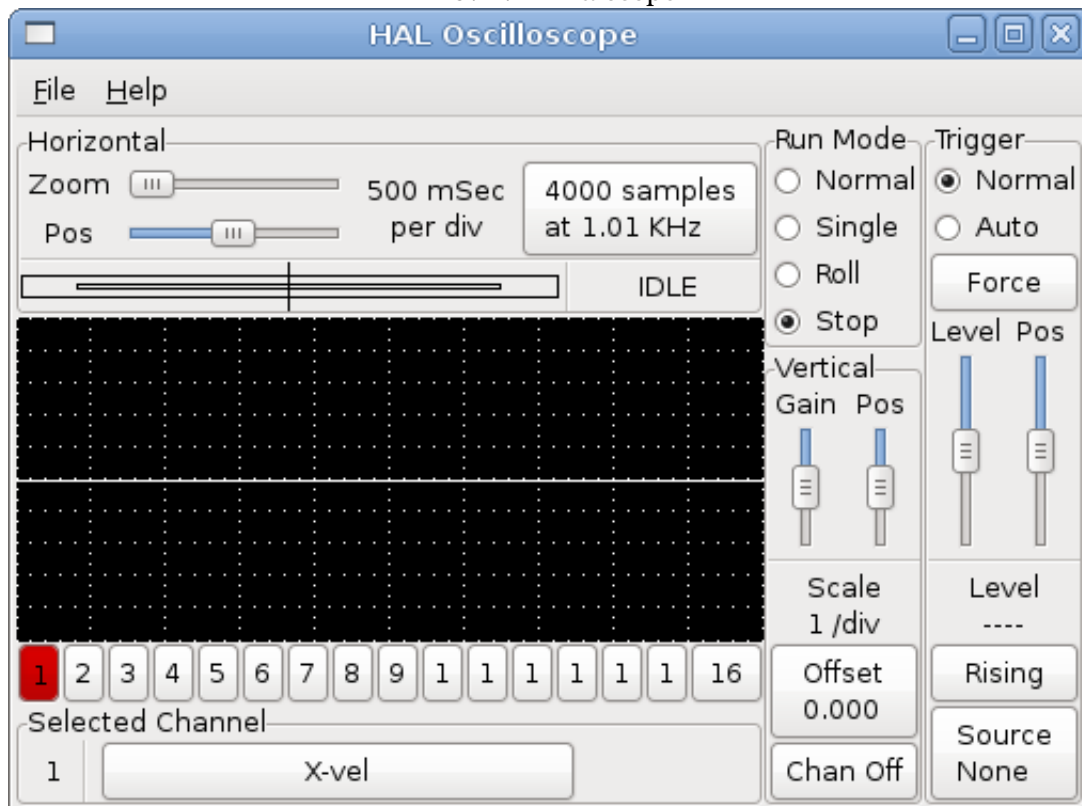 HAL Oscilloscope
File Help
Horizontal
Zoom
Pos
500 mSec
per div
4000 samples
at 1.01 KHz
IDLE
Run Mode
Normal
Single
Roll
Stop
Trigger
Normal
Auto
Force
Level Pos
Vertical
Gain Pos
Scale
1 /div
Level
----
Offset
0.000
Rising
Chan Off
Source
None
1 2 3 4 5 6 7 8 9 1 1 1 1 1 1 16
Selected Channel
1 X-vel